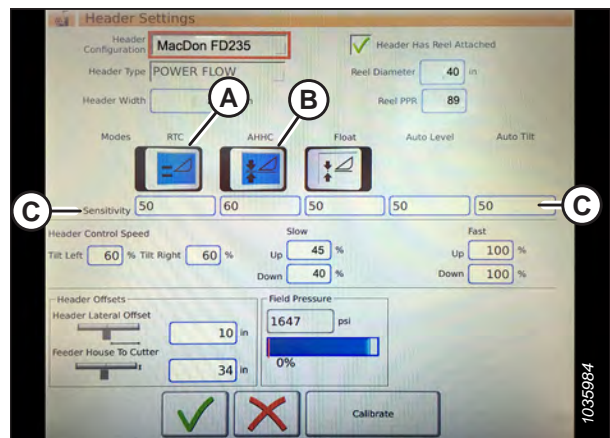 Header Settings
Header
Configuration
MacDon FD235
Header Has Reel Attached
Header Type
POWER FLOW
Reel Diameter
40
in
Header Width
Reel PPR
89
A
B
Modes
RTC
AHHC
Float
Auto Level
Auto Tilt
C
Sensitivity
50
60
50
50
50
C
Header Control Speed
Slow
Fast
Tilt Left
60
%
Tilt Right
60
%
Up
45
%
Up
100
%
Down
40
%
Down
100
%
Header Offsets
Field Pressure
Header Lateral Offset
10
in
1647
psi
Feeder House To Cutter
34
in
0%
Calibrate
1035984